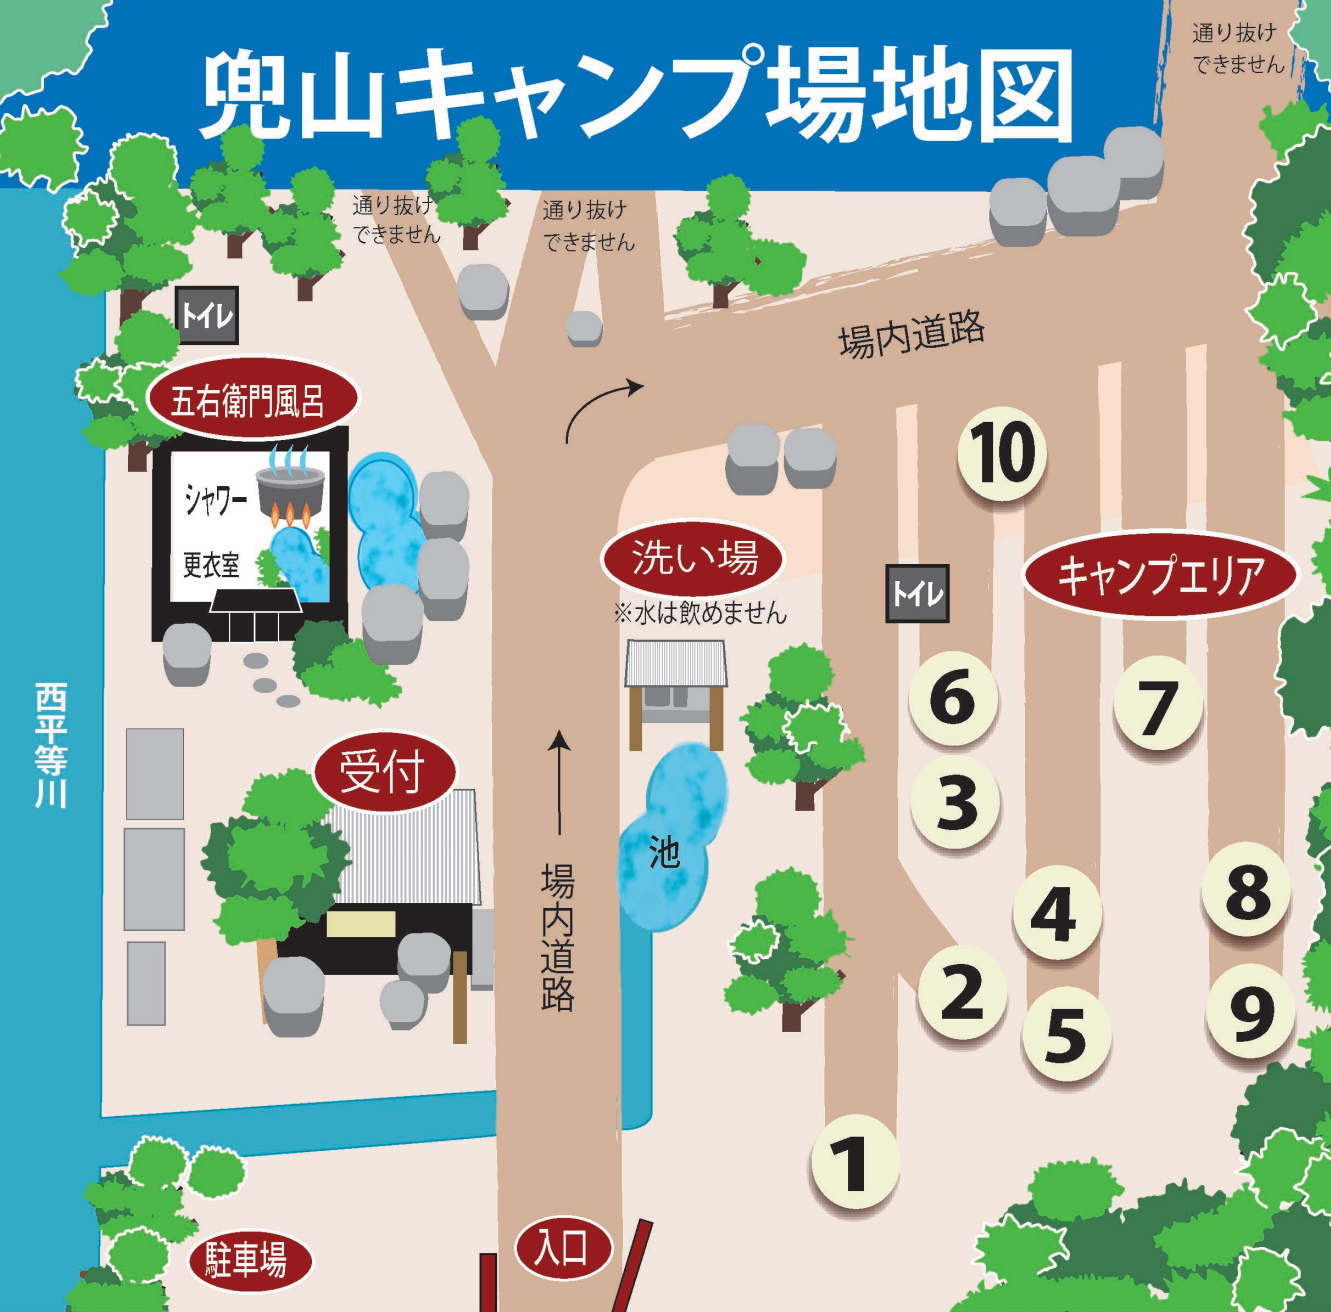 兜山キャンプ場地図
通り抜け
できません
通り抜け
できません
通り抜け
できません
トイレ
場内道路
五右衛門風呂
シャワー
更衣室
10
洗い場
※水は飲めません
トイレ
キャンプエリア
西平等川
受付
6
7
3
池
場内道路
4
8
2
5
9
1
駐車場
入口